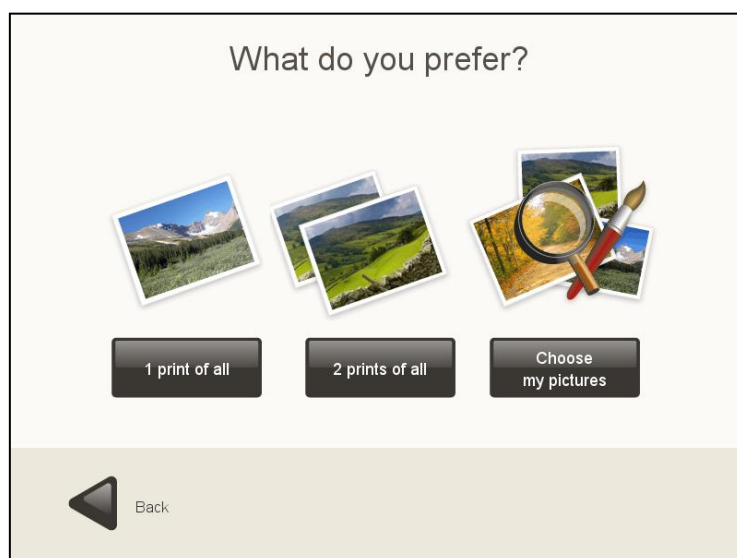 What do you prefer?
1 print of all
2 prints of all
Choose
my pictures
Back